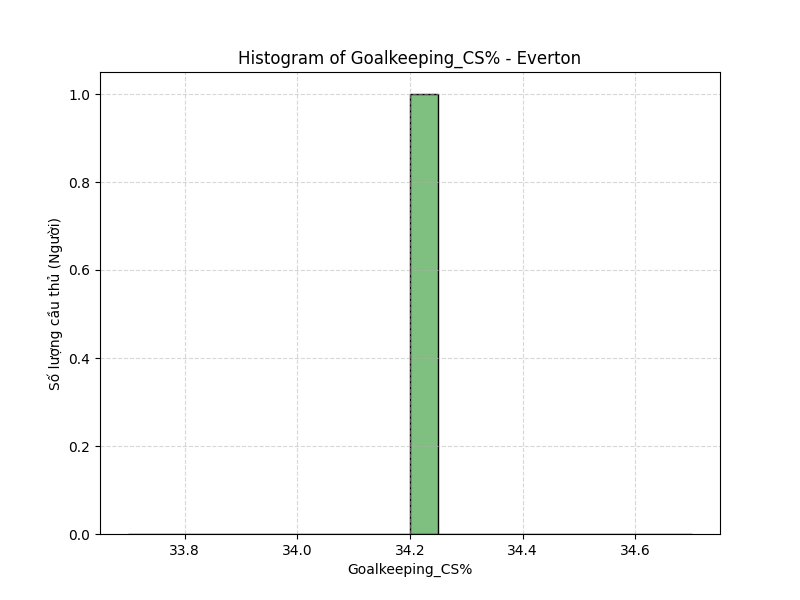 Histogram of Goalkeeping_CS% - Everton
Số lượng cầu thủ (Người)
1.0
0.8
0.6
0.4
0.2
0.0
33.8 34.0 34.2 34.4 34.6
Goalkeeping_CS%